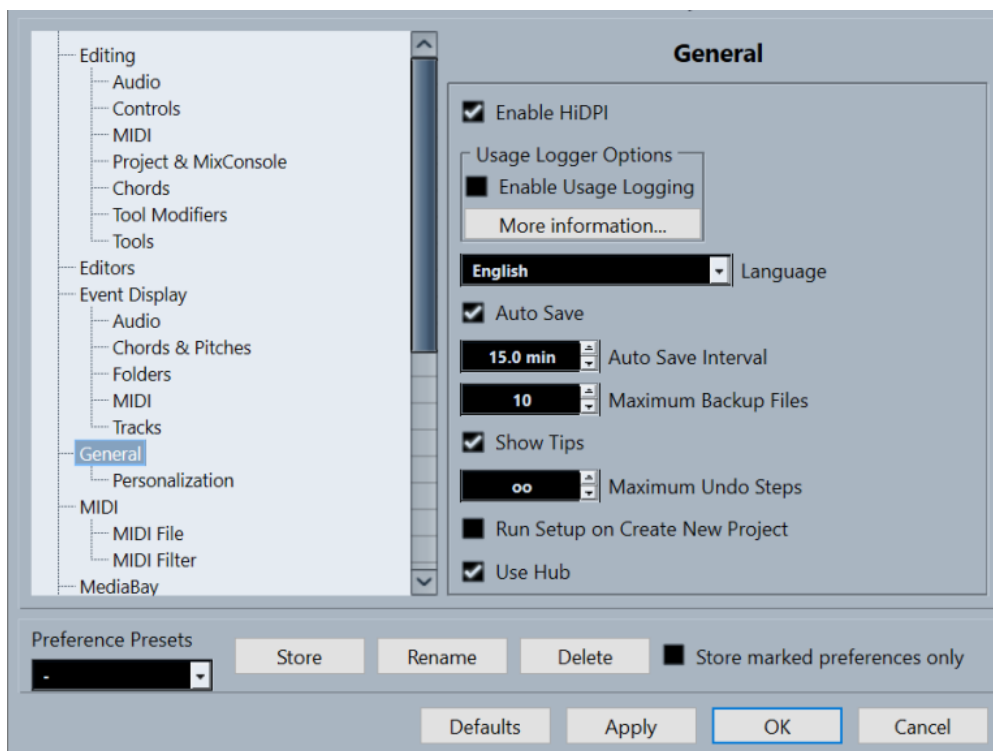 Editing
Audio
Controls
MIDI
Project & MixConsole
Chords
Tool Modifiers
Tools
Editors
Event Display
Audio
Chords & Pitches
Folders
MIDI
Tracks
General
Personalization
MIDI
MIDI File
MIDI Filter
MediaBay
General
Enable HiDPI
Usage Logger Options
Enable Usage Logging
More information...
English Language
Auto Save
15.0 min Auto Save Interval
10 Maximum Backup Files
Show Tips
oo Maximum Undo Steps
Run Setup on Create New Project
Use Hub
Preference Presets
-
Store Rename Delete Store marked preferences only
Defaults Apply OK Cancel